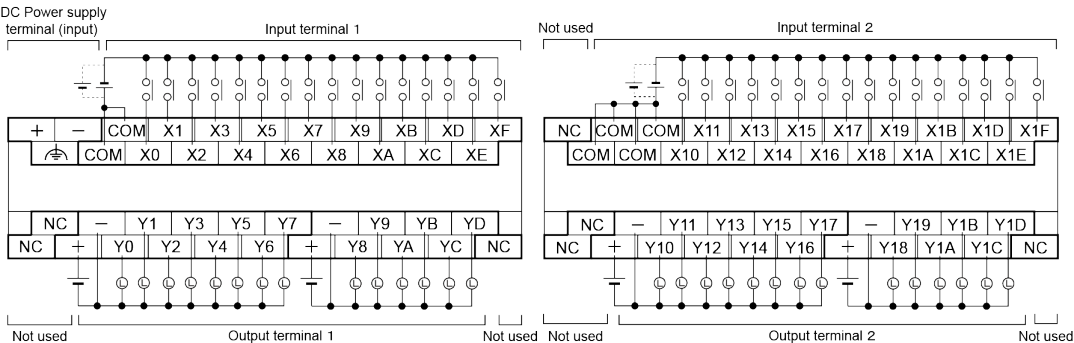 DC Power supply
terminal (input)
Input terminal 1
Not used
Input terminal 2
+ − COM X1 X3 X5 X7 X9 XB XD XF
COM X0 X2 X4 X6 X8 XA XC XE
NC COM COM X11 X13 X15 X17 X19 X1B X1D X1F
COM COM X10 X12 X14 X16 X18 X1A X1C X1E
NC − Y1 Y3 Y5 Y7 − Y9 YB YD
NC + Y0 Y2 Y4 Y6 + Y8 YA YC NC
NC − Y11 Y13 Y15 Y17 − Y19 Y1B Y1D
NC + Y10 Y12 Y14 Y16 + Y18 Y1A Y1C NC
L L L L L L L L L L L L L L
L L L L L L L L L L L L L L
Not used
Output terminal 1
Not used
Not used
Output terminal 2
Not used